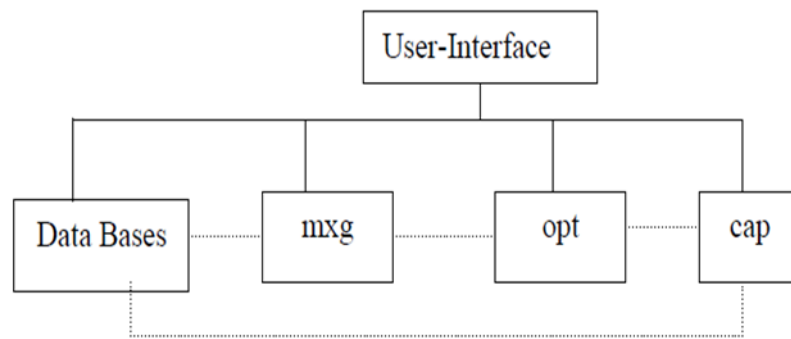 User-Interface
Data Bases
mxg
opt
cap